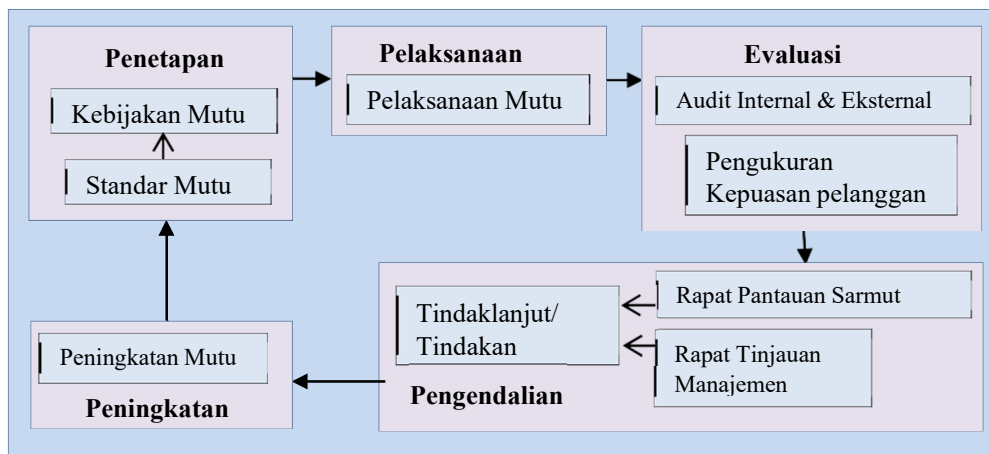 Penetapan
Kebijakan Mutu
Standar Mutu
Pelaksanaan
Pelaksanaan Mutu
Evaluasi
Audit Internal & Eksternal
Pengukuran
Kepuasan pelanggan
Rapat Pantauan Sarmut
Rapat Tinjauan
Manajemen
Tindaklanjut/
Tindakan
Pengendalian
Peningkatan Mutu
Peningkatan